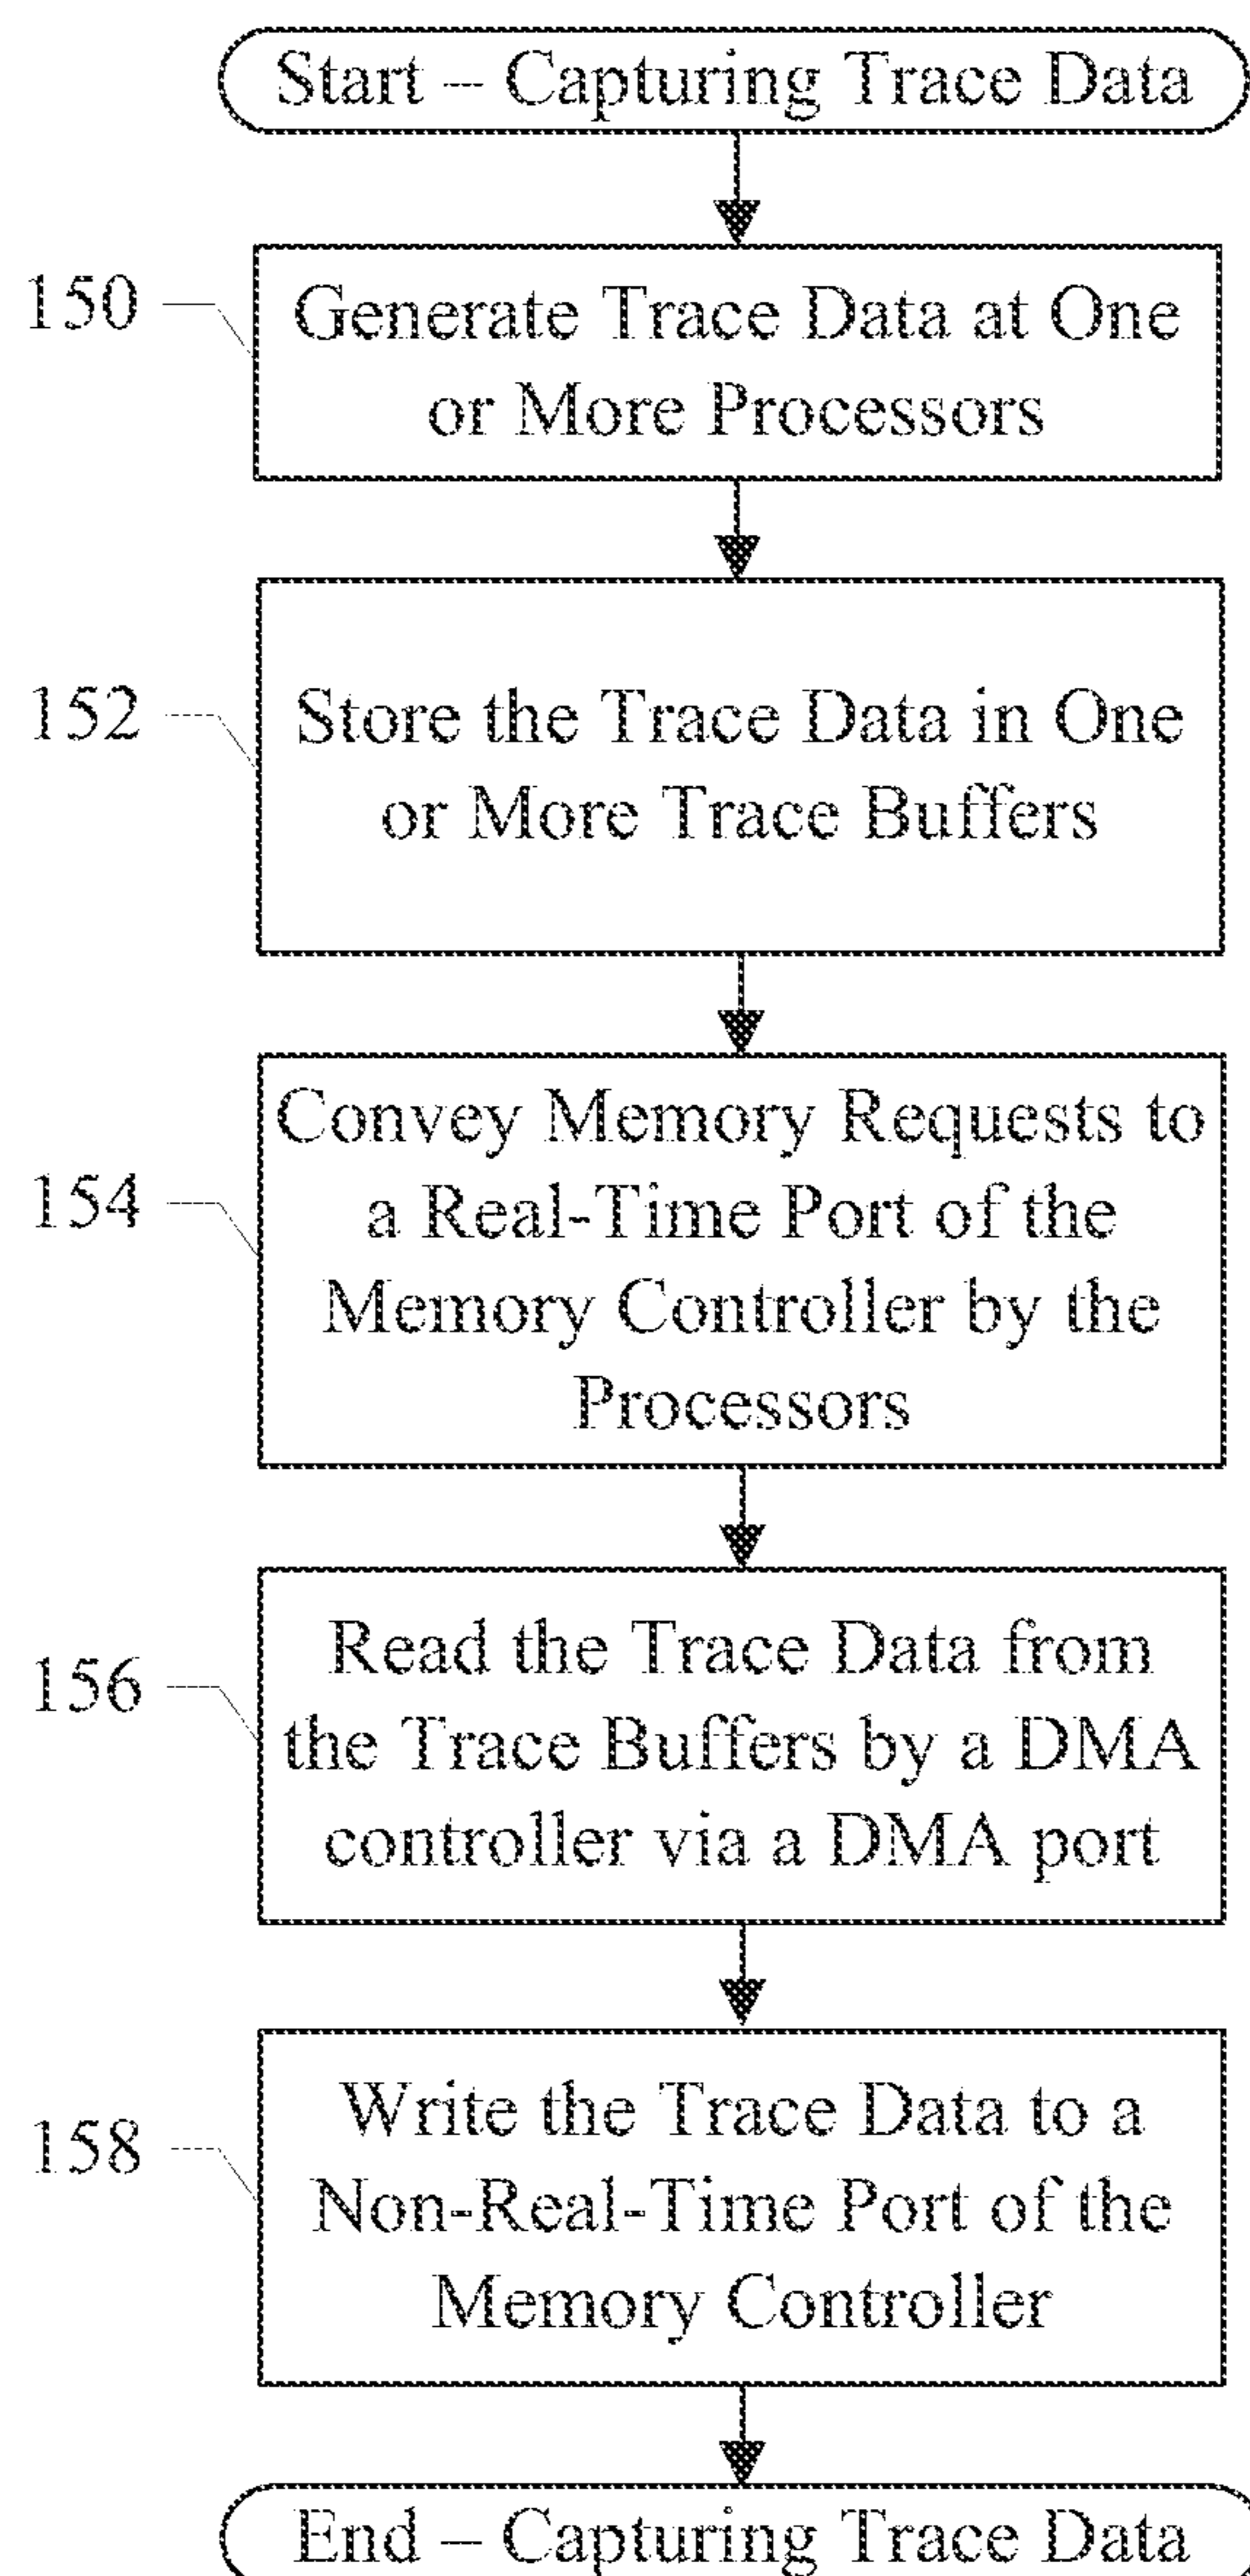 Start – Capturing Trace Data
150
Generate Trace Data at One
or More Processors
152
Store the Trace Data in One
or More Trace Buffers
154
Convey Memory Requests to
a Real-Time Port of the
Memory Controller by the
Processors
156
Read the Trace Data from
the Trace Buffers by a DMA
controller via a DMA port
158
Write the Trace Data to a
Non-Real-Time Port of the
Memory Controller
End – Capturing Trace Data